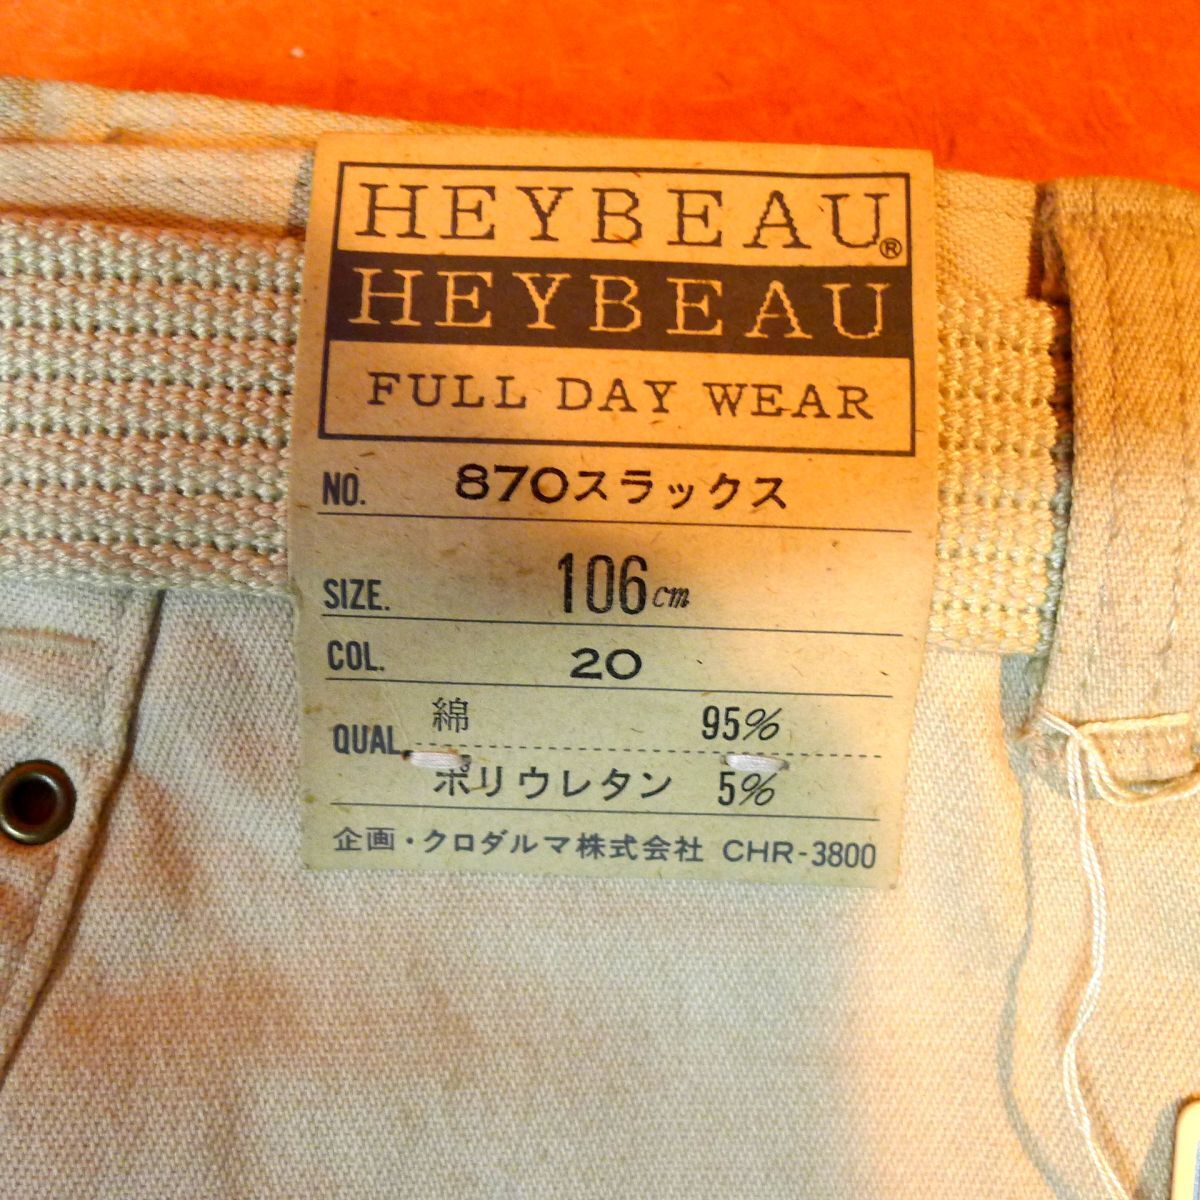 HEYBEAU®
HEYBEAU
FULL DAY WEAR
NO. 870スラックス
SIZE. 106cm
COL. 20
QUAL. 綿 95%
ポリウレタン 5%
企画・クロダルマ株式会社 CHR-3800